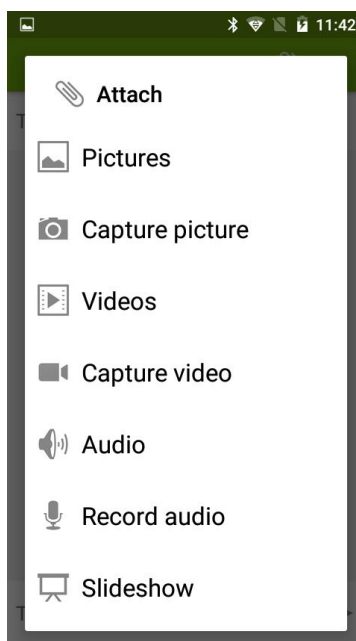 11:42
Attach
Pictures
Capture picture
Videos
Capture video
Audio
Record audio
Slideshow